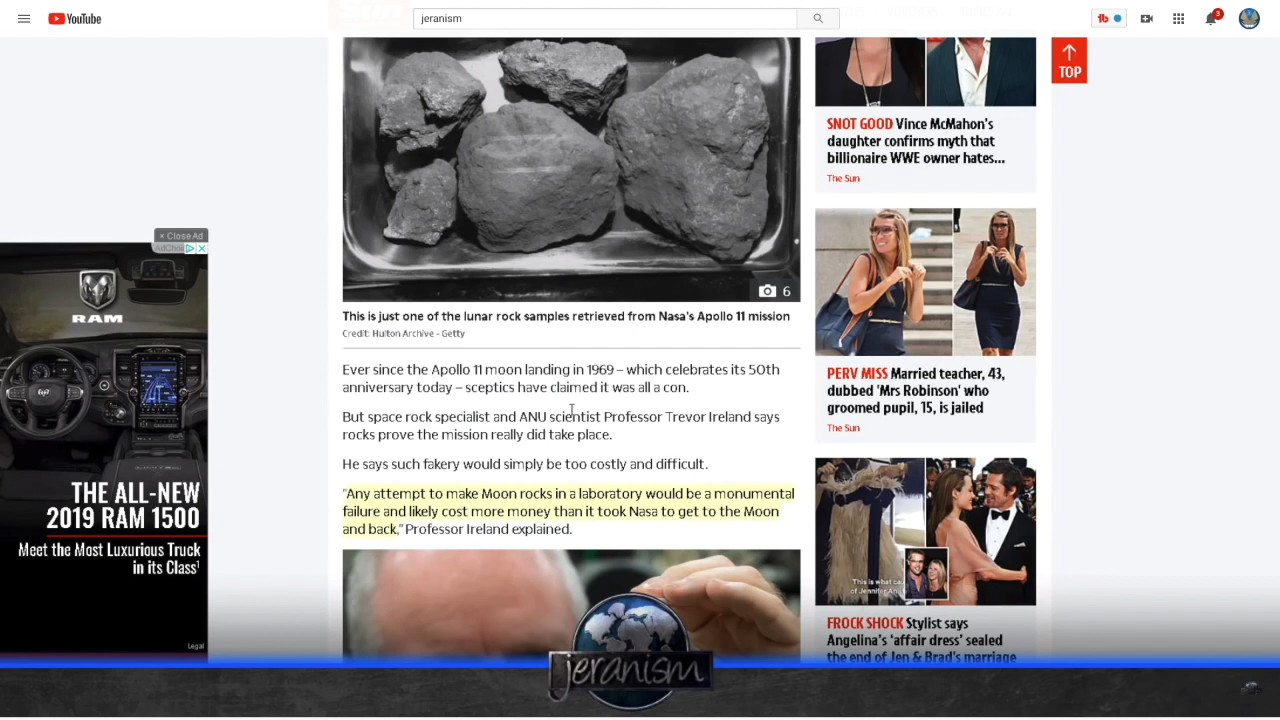 YouTube
jeranism
3
TOP
SNOT GOOD Vince McMahon's
daughter confirms myth that
billionaire WWE owner hates...
The Sun
6
This is just one of the lunar rock samples retrieved from Nasa's Apollo 11 mission
Credit: Hulton Archive - Getty
Ever since the Apollo 11 moon landing in 1969 – which celebrates its 50th
anniversary today – sceptics have claimed it was all a con.
But space rock specialist and ANU scientist Professor Trevor Ireland says
rocks prove the mission really did take place.
He says such fakery would simply be too costly and difficult.
"Any attempt to make Moon rocks in a laboratory would be a monumental
failure and likely cost more money than it took Nasa to get to the Moon
and back," Professor Ireland explained.
PERV MISS Married teacher, 43,
dubbed 'Mrs Robinson' who
groomed pupil, 15, is jailed
The Sun
This is what
FROCK SHOCK Stylist says
Angelina's 'affair dress' sealed
the end of Jen & Brad's marriage
× Close Ad
RAM
THE ALL-NEW
2019 RAM 1500
Meet the Most Luxurious Truck
in its Class¹
Legal
jeranism